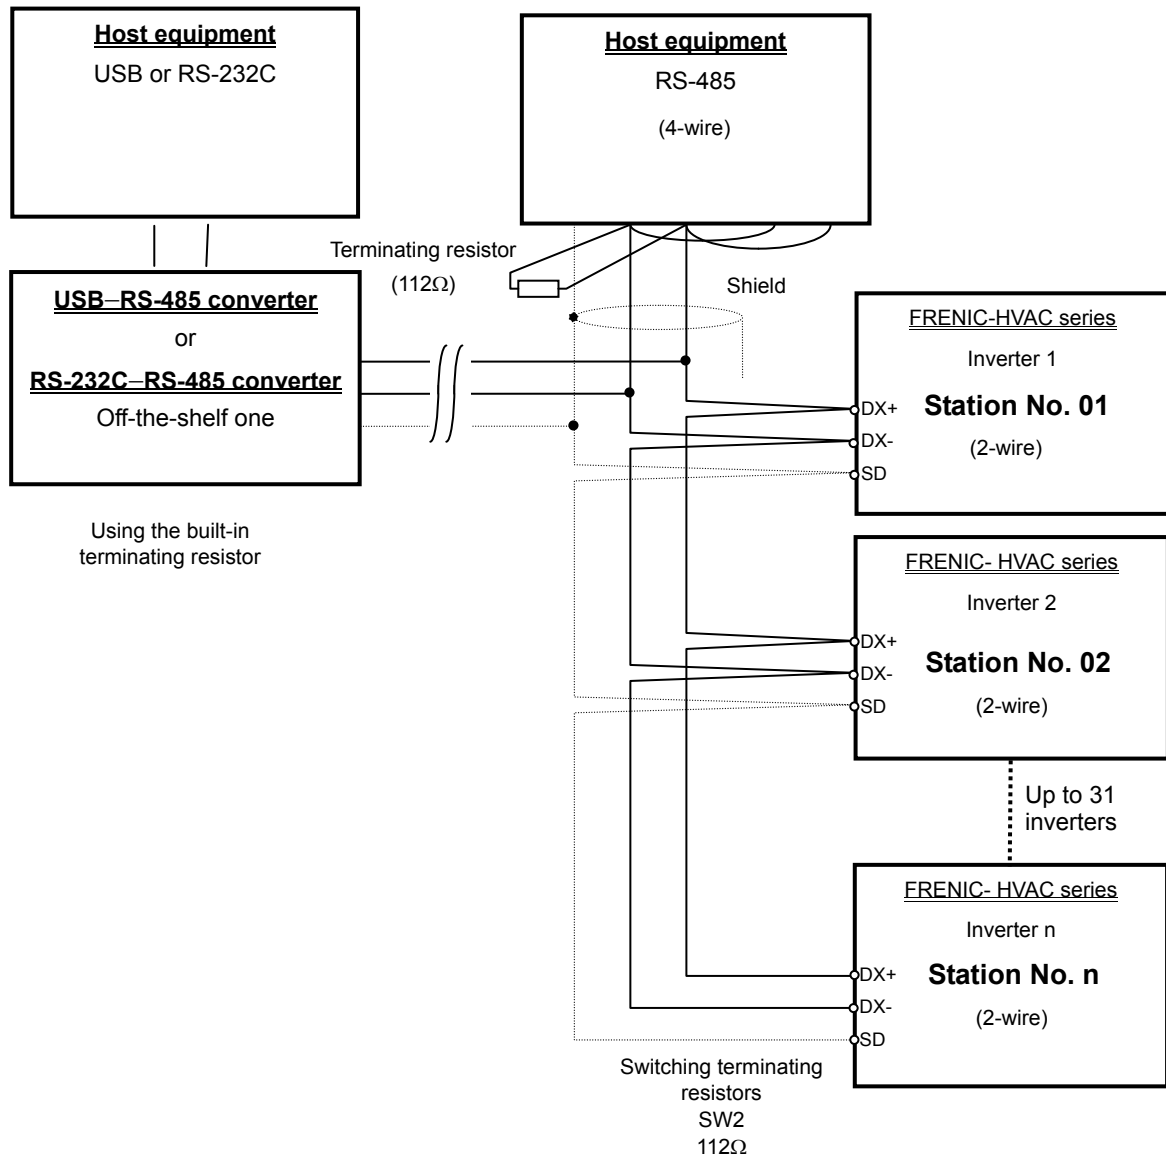 Host equipment
USB or RS-232C
Host equipment
RS-485
(4-wire)
Terminating resistor
(112Ω)
Shield
USB–RS-485 converter
or
RS-232C–RS-485 converter
Off-the-shelf one
Using the built-in
terminating resistor
FRENIC-HVAC series
Inverter 1
DX+
Station No. 01
DX-
(2-wire)
SD
FRENIC- HVAC series
Inverter 2
DX+
Station No. 02
DX-
(2-wire)
SD
Up to 31
inverters
FRENIC- HVAC series
Inverter n
DX+
Station No. n
DX-
(2-wire)
SD
Switching terminating
resistors
SW2
112Ω